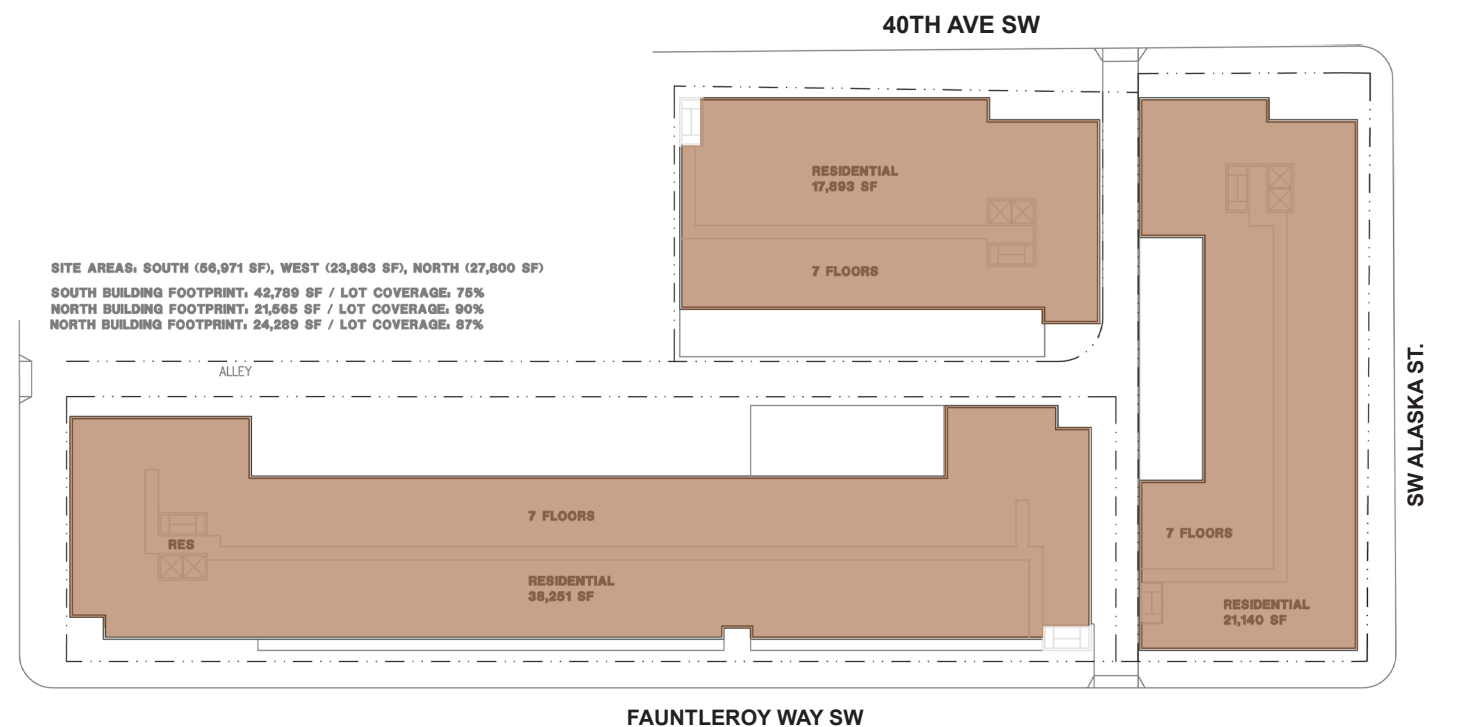 40TH AVE SW
RESIDENTIAL
17,893 SF
7 FLOORS
SITE AREAS: SOUTH (56,971 SF), WEST (23,863 SF), NORTH (27,800 SF)
SOUTH BUILDING FOOTPRINT: 42,789 SF / LOT COVERAGE: 75%
NORTH BUILDING FOOTPRINT: 21,565 SF / LOT COVERAGE: 90%
NORTH BUILDING FOOTPRINT: 24,289 SF / LOT COVERAGE: 87%
ALLEY
SW ALASKA ST.
7 FLOORS
RES
RESIDENTIAL
38,251 SF
7 FLOORS
RESIDENTIAL
21,140 SF
FAUNTLEROY WAY SW